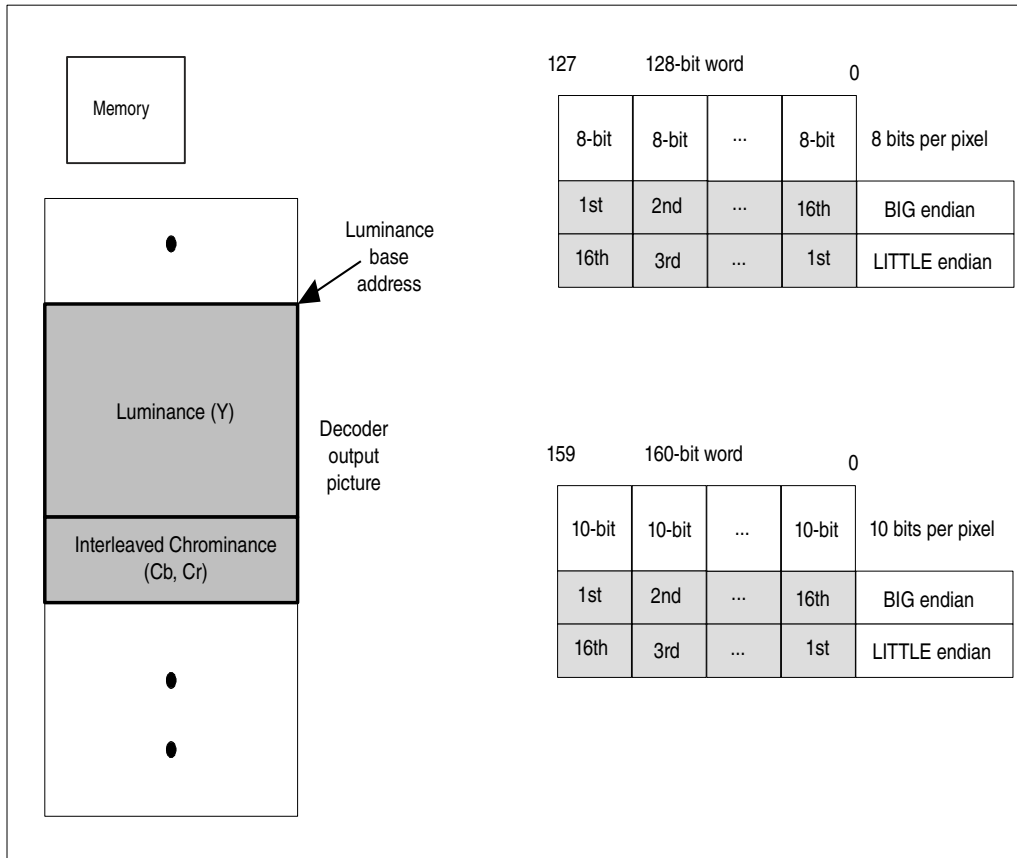 Memory
Luminance
base
address
Luminance (Y)
Decoder
output
picture
Interleaved Chrominance
(Cb, Cr)
127 128-bit word 0
8-bit 8-bit ... 8-bit 8 bits per pixel
1st 2nd ... 16th BIG endian
16th 3rd ... 1st LITTLE endian
159 160-bit word 0
10-bit 10-bit ... 10-bit 10 bits per pixel
1st 2nd ... 16th BIG endian
16th 3rd ... 1st LITTLE endian